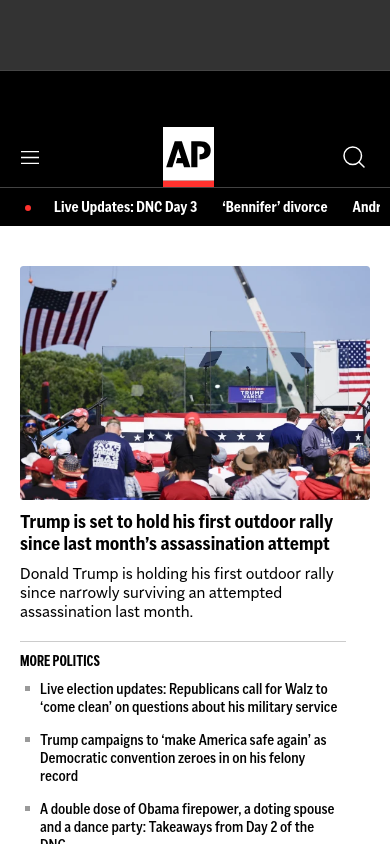 AP
Live Updates: DNC Day 3 ‘Bennifer’ divorce Andr
TRUMP
VANCE
Trump is set to hold his first outdoor rally
since last month’s assassination attempt
Donald Trump is holding his first outdoor rally
since narrowly surviving an attempted
assassination last month.
MORE POLITICS
Live election updates: Republicans call for Walz to
‘come clean’ on questions about his military service
Trump campaigns to ‘make America safe again’ as
Democratic convention zeroes in on his felony
record
A double dose of Obama firepower, a doting spouse
and a dance party: Takeaways from Day 2 of the
DNC